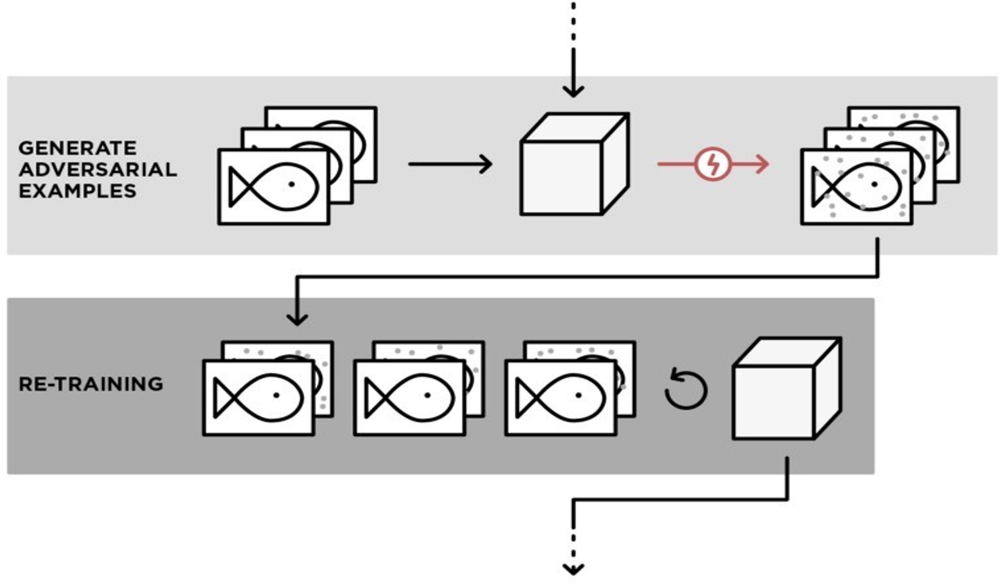 GENERATE
ADVERSARIAL
EXAMPLES
RE-TRAINING